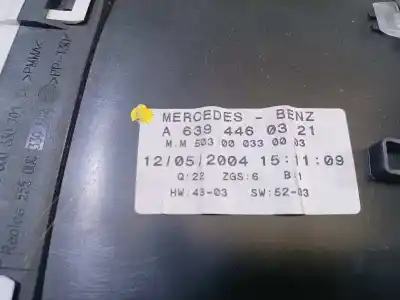 MERCEDES - BENZ
A 639 446 03 21
M.M 503 00 033 00 03
12/05/2004 15:11:09
Q:22 ZGS:6 B:1
HW:43-03 SW:52-03
>PMMA<